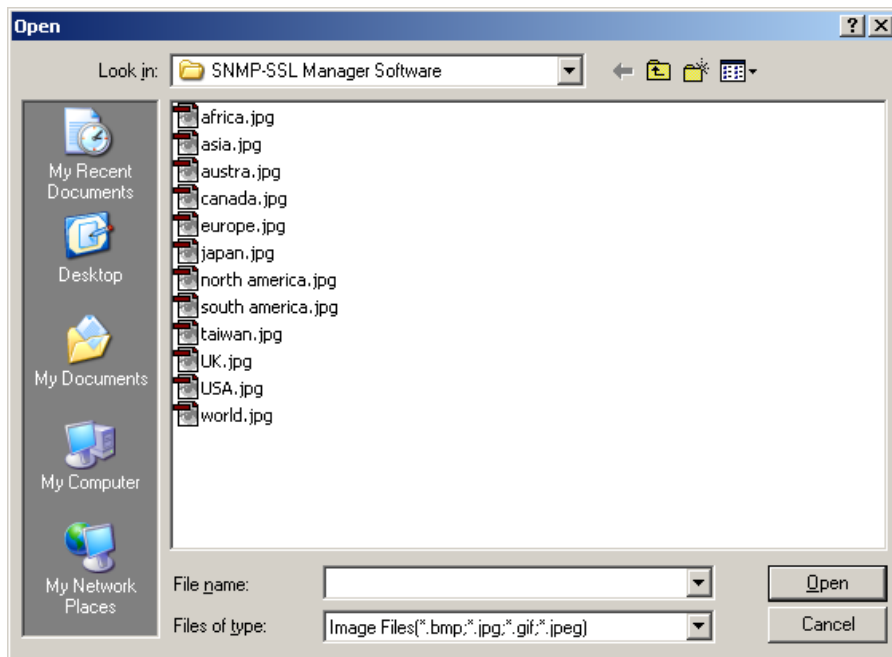 Open
Look in: SNMP-SSL Manager Software
My Recent
Documents
Desktop
My Documents
My Computer
My Network
Places
africa.jpg
asia.jpg
austra.jpg
canada.jpg
europe.jpg
japan.jpg
north america.jpg
south america.jpg
taiwan.jpg
UK.jpg
USA.jpg
world.jpg
File name:
Open
Files of type: Image Files(*.bmp;*.jpg;*.gif;*.jpeg)
Cancel